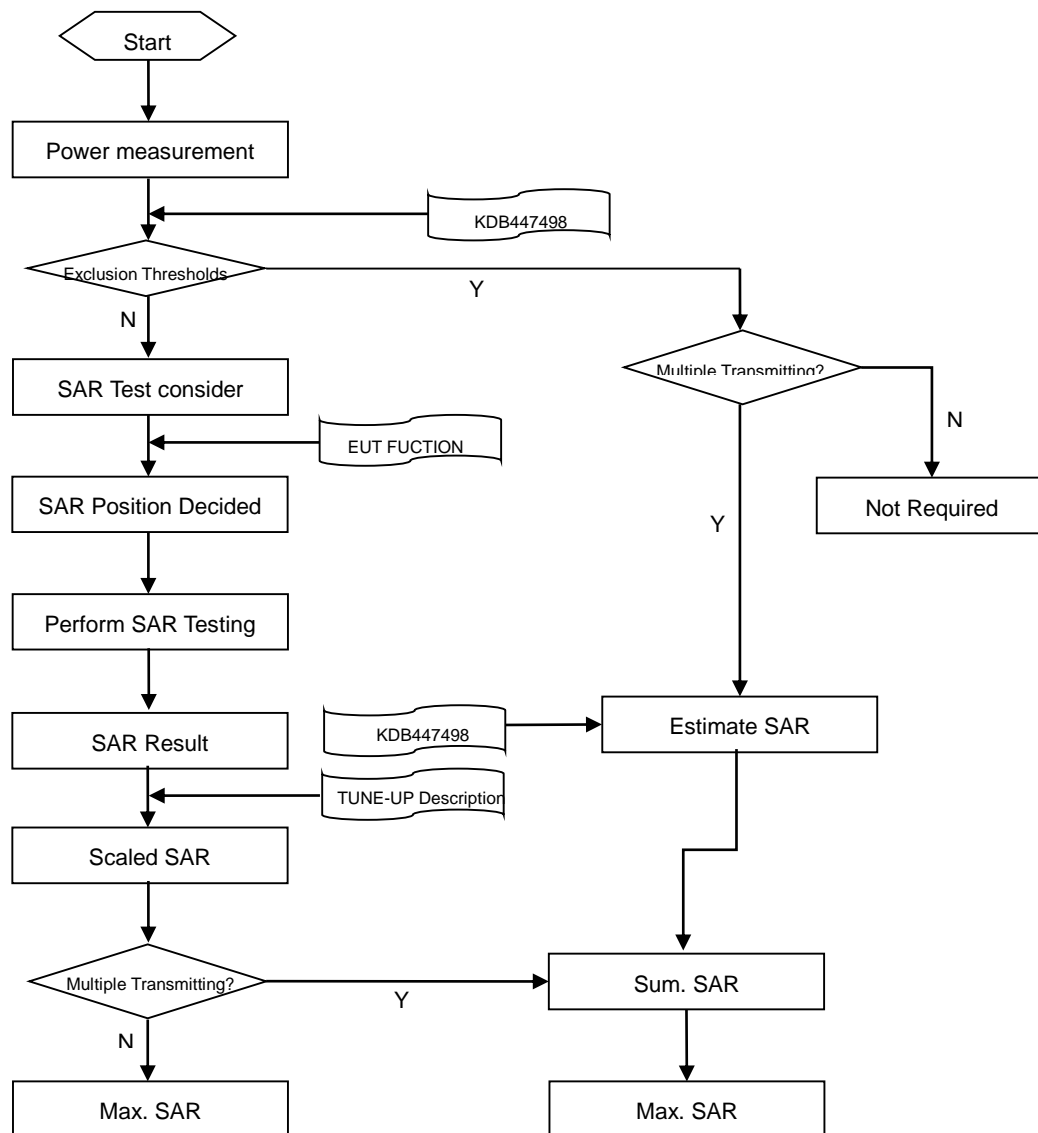 Start
Power measurement
KDB447498
Exclusion Thresholds
Y
N
Multiple Transmitting?
SAR Test consider
N
EUT FUCTION
SAR Position Decided
Not Required
Y
Perform SAR Testing
KDB447498
Estimate SAR
SAR Result
TUNE-UP Description
Scaled SAR
Multiple Transmitting?
Y
Sum. SAR
N
Max. SAR
Max. SAR